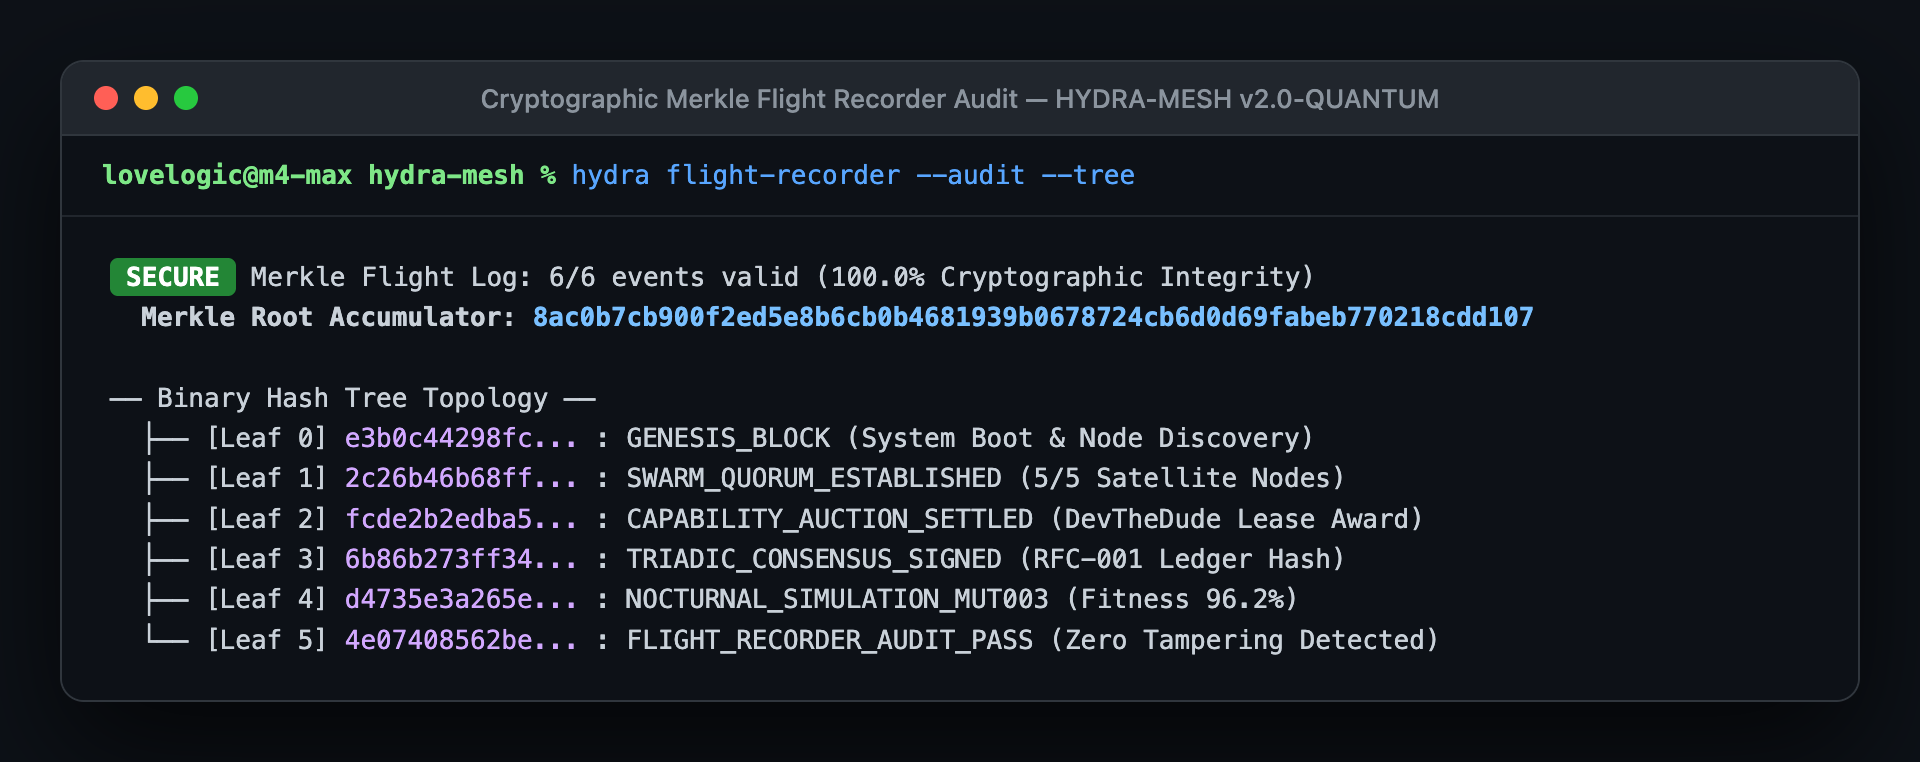 Cryptographic Merkle Flight Recorder Audit — HYDRA-MESH v2.0-QUANTUM
lovelogic@m4-max hydra-mesh % hydra flight-recorder --audit --tree
SECURE Merkle Flight Log: 6/6 events valid (100.0% Cryptographic Integrity)
Merkle Root Accumulator: 8ac0b7cb900f2ed5e8b6cb0b4681939b0678724cb6d0d69fabeb770218cdd107
── Binary Hash Tree Topology ──
├── [Leaf 0] e3b0c44298fc... : GENESIS_BLOCK (System Boot & Node Discovery)
├── [Leaf 1] 2c26b46b68ff... : SWARM_QUORUM_ESTABLISHED (5/5 Satellite Nodes)
├── [Leaf 2] fcde2b2edba5... : CAPABILITY_AUCTION_SETTLED (DevTheDude Lease Award)
├── [Leaf 3] 6b86b273ff34... : TRIADIC_CONSENSUS_SIGNED (RFC-001 Ledger Hash)
├── [Leaf 4] d4735e3a265e... : NOCTURNAL_SIMULATION_MUT003 (Fitness 96.2%)
└── [Leaf 5] 4e07408562be... : FLIGHT_RECORDER_AUDIT_PASS (Zero Tampering Detected)